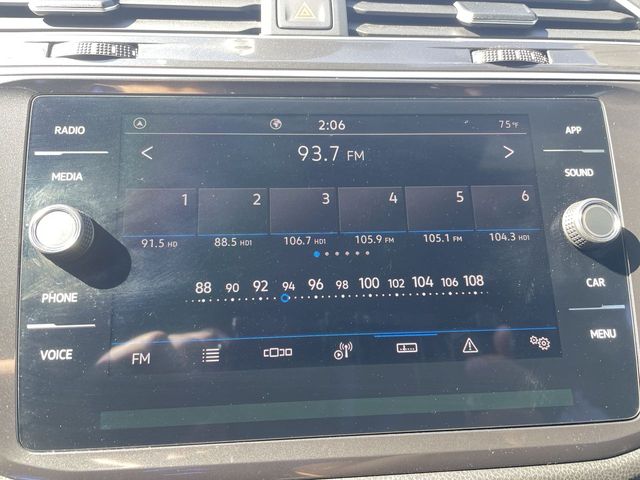 RADIO
MEDIA
PHONE
VOICE
2:06
75°F
93.7 FM
1 2 3 4 5 6
91.5 HD 88.5 HD1 106.7 HD1 105.9 FM 105.1 FM 104.3 HD1
88 90 92 94 96 98 100 102 104 106 108
FM
APP
SOUND
CAR
MENU